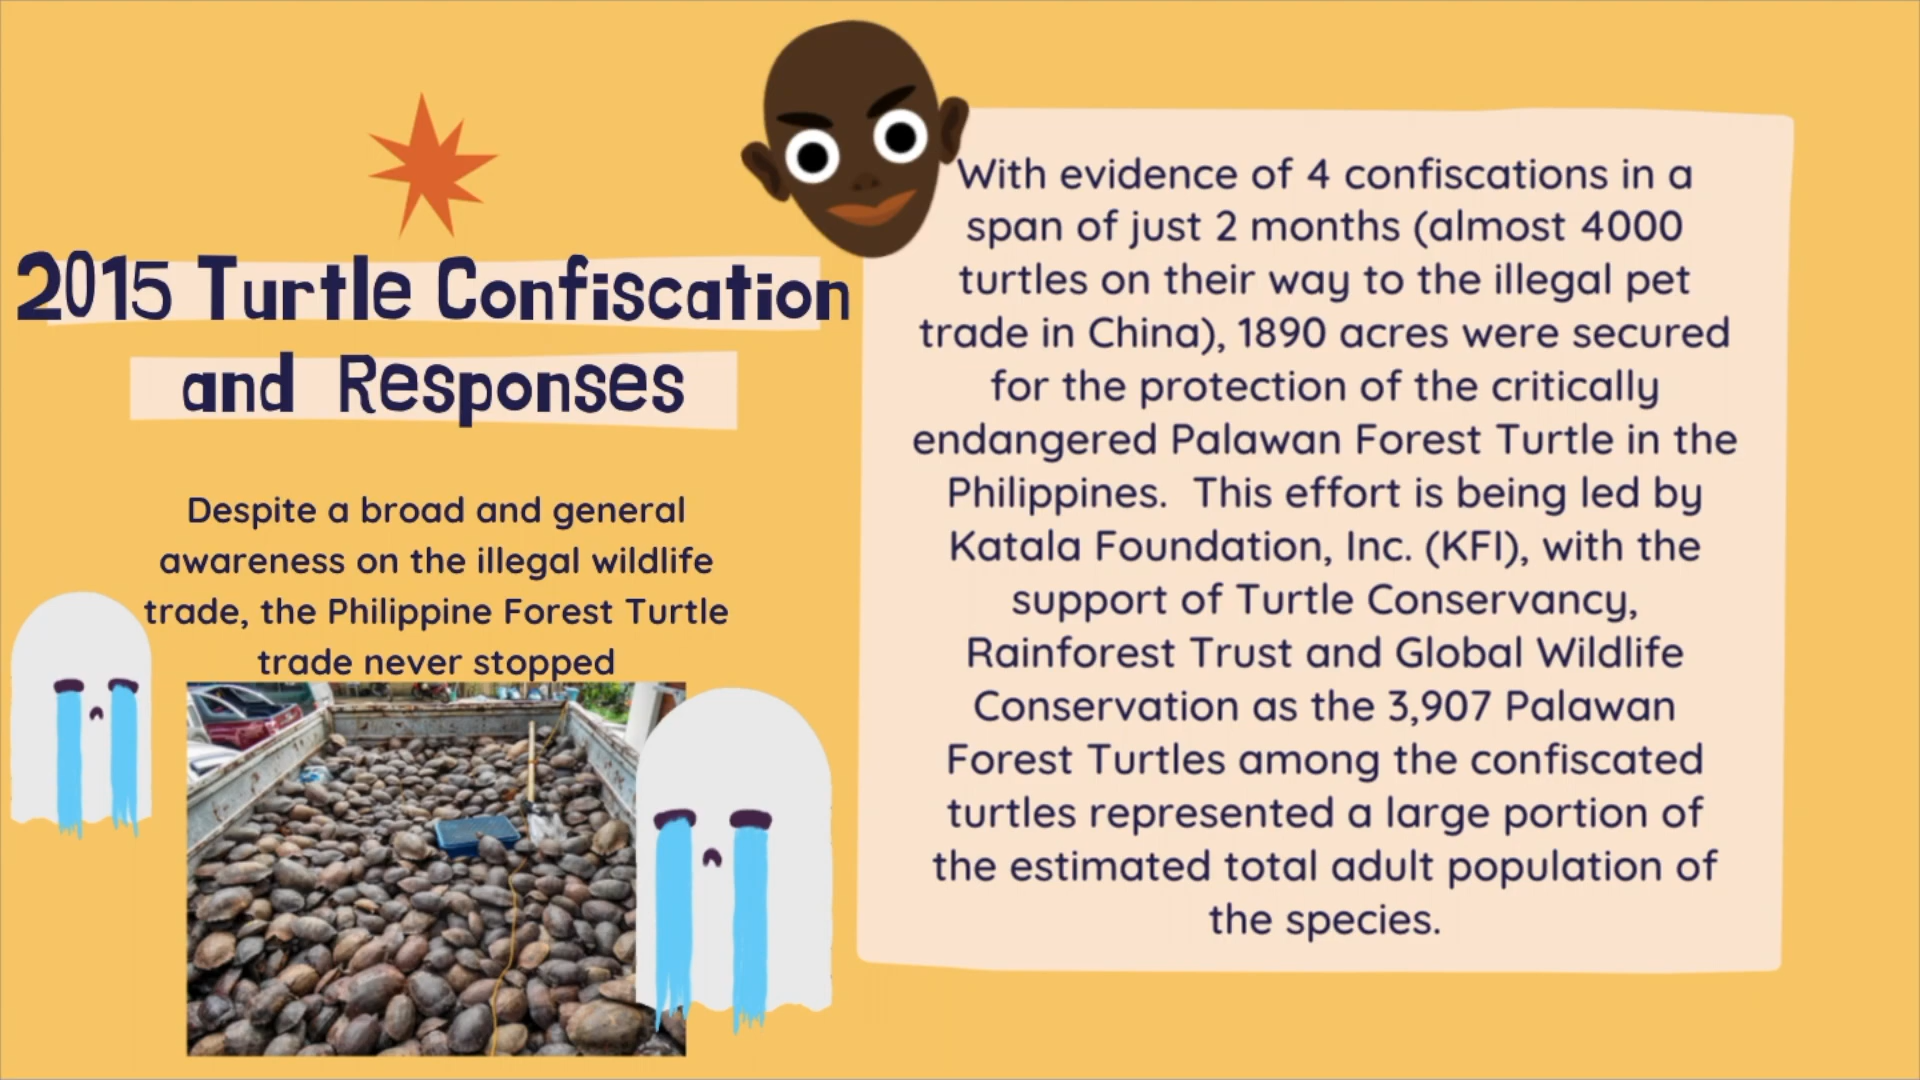 2015 Turtle Confiscation
and Responses
Despite a broad and general
awareness on the illegal wildlife
trade, the Philippine Forest Turtle
trade never stopped
With evidence of 4 confiscations in a
span of just 2 months (almost 4000
turtles on their way to the illegal pet
trade in China), 1890 acres were secured
for the protection of the critically
endangered Palawan Forest Turtle in the
Philippines. This effort is being led by
Katala Foundation, Inc. (KFI), with the
support of Turtle Conservancy,
Rainforest Trust and Global Wildlife
Conservation as the 3,907 Palawan
Forest Turtles among the confiscated
turtles represented a large portion of
the estimated total adult population of
the species.